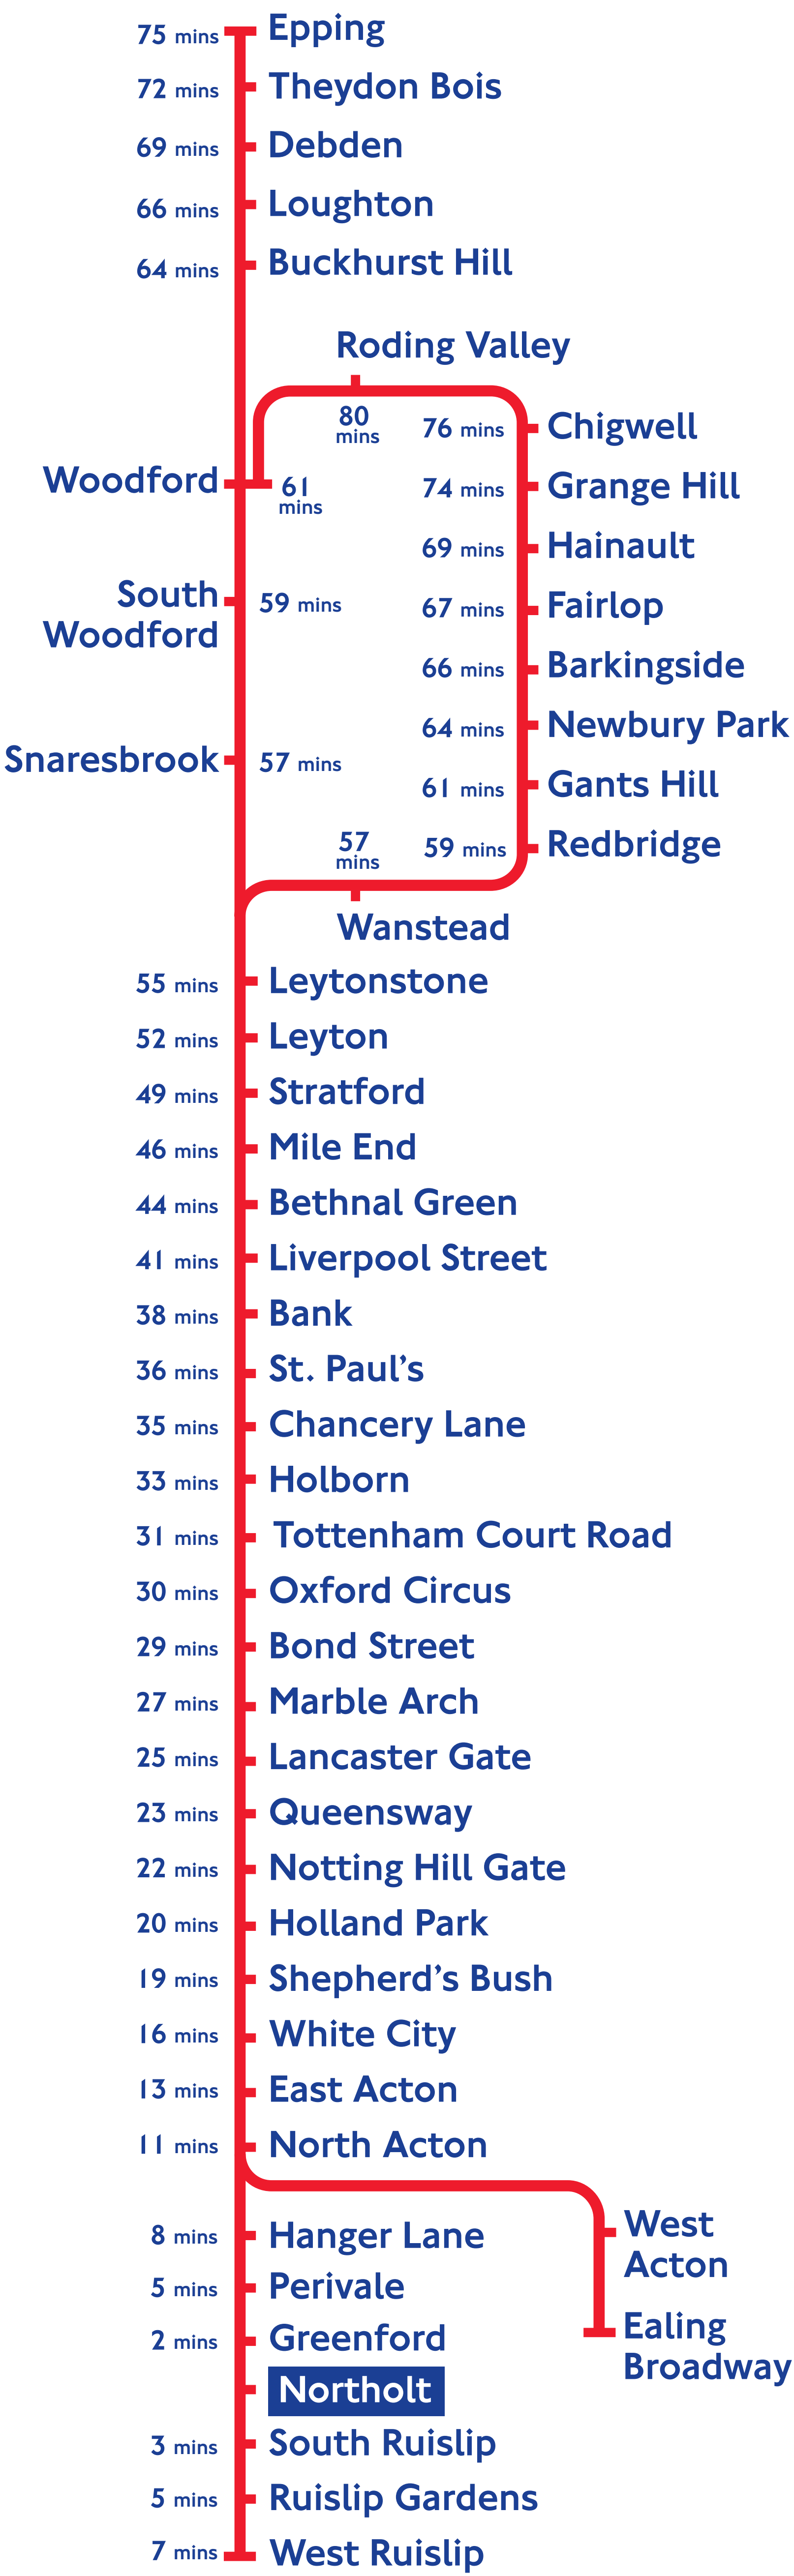 75 mins Epping
72 mins Theydon Bois
69 mins Debden
66 mins Loughton
64 mins Buckhurst Hill
Roding Valley
80
mins
76 mins Chigwell
Woodford
61
mins
74 mins Grange Hill
69 mins Hainault
South
Woodford
59 mins
67 mins Fairlop
66 mins Barkingside
Snaresbrook
57 mins
64 mins Newbury Park
61 mins Gants Hill
57
mins
59 mins Redbridge
Wanstead
55 mins Leytonstone
52 mins Leyton
49 mins Stratford
46 mins Mile End
44 mins Bethnal Green
41 mins Liverpool Street
38 mins Bank
36 mins St. Paul’s
35 mins Chancery Lane
33 mins Holborn
31 mins Tottenham Court Road
30 mins Oxford Circus
29 mins Bond Street
27 mins Marble Arch
25 mins Lancaster Gate
23 mins Queensway
22 mins Notting Hill Gate
20 mins Holland Park
19 mins Shepherd’s Bush
16 mins White City
13 mins East Acton
11 mins North Acton
West
Acton
8 mins Hanger Lane
5 mins Perivale
2 mins Greenford
Ealing
Broadway
Northolt
3 mins South Ruislip
5 mins Ruislip Gardens
7 mins West Ruislip